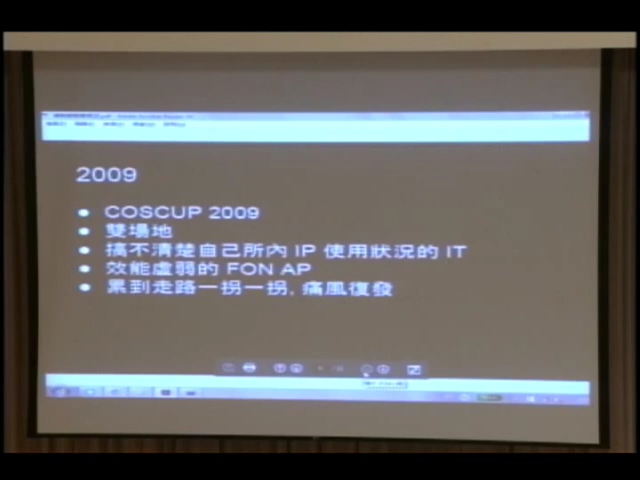 2009
COSCUP 2009
雙場地
搞不清楚自己所內 IP 使用狀況的 IT
效能虛弱的 FON AP
累到走路一拐一拐, 痛風復發